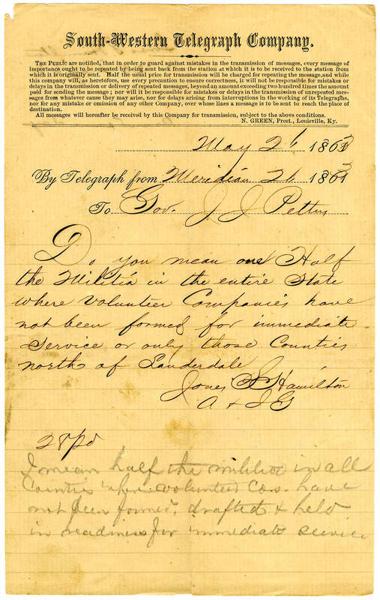 South-Western Telegraph Company.
THE PUBLIC are notified, that in order to guard against mistakes in the transmission of messages, every message
of importance ought to be repeated by being sent back from the station at which it is to be received to the station from
which it is originally sent. Half the usual price for transmission will be charged for repeating the message, and while
this company will, as heretofore, use every precaution to ensure correctness, it will not be responsible for mistakes or
delays in the transmission or delivery of repeated messages, beyond an amount exceeding two hundred times the amount
paid for sending the message; nor will it be responsible for mistakes or delays in the transmission of unrepeated messages
from whatever cause they may arise, nor for delays arising from interruptions in the working of its Telegraphs,
nor for any mistake or omission of any other Company, over whose lines a message is to be sent to reach the place of
destination.
All messages will hereafter be received by this Company for transmission, subject to the above conditions.
N. GREEN, Prest., Louisville, Ky.
May 26 1863
By Telegraph from Meridian 26 1863
To Gov. J J Pettus
Do you mean one Half
the Militia in the entire State
where Volunteer Companies have
not been formed for immediate
Service or only those Counties
north of Lauderdale
Jones S Hamilton
A & I G
28 pd
I mean half the militia in all
Counties where volunteer Cos. have
not been formed, drafted & held
in readiness for immediate service